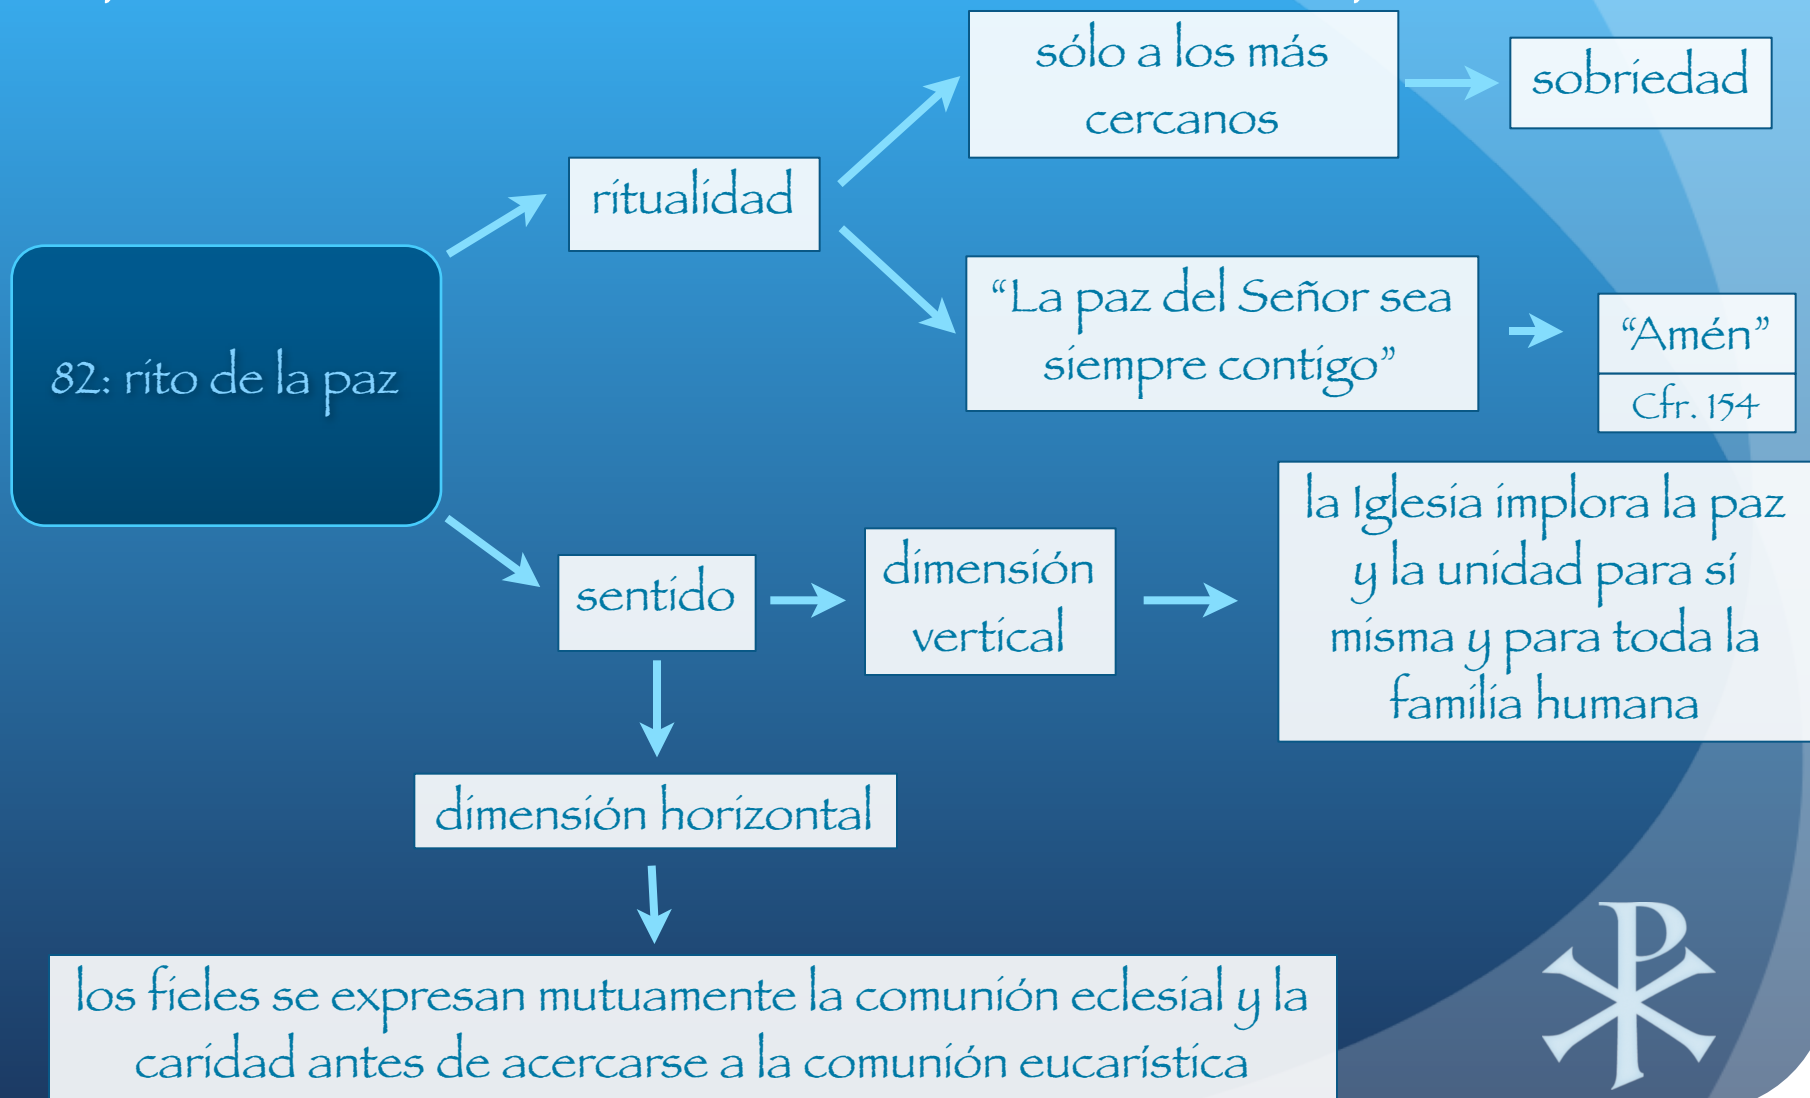 sólo a los más
cercanos
sobriedad
ritualidad
“La paz del Señor sea
siempre contigo”
“Amén”
Cfr. 154
82: rito de la paz
la Iglesia implora la paz
y la unidad para sí
misma y para toda la
familia humana
dimensión
vertical
sentido
dimensión horizontal
los fieles se expresan mutuamente la comunión eclesial y la
caridad antes de acercarse a la comunión eucarística